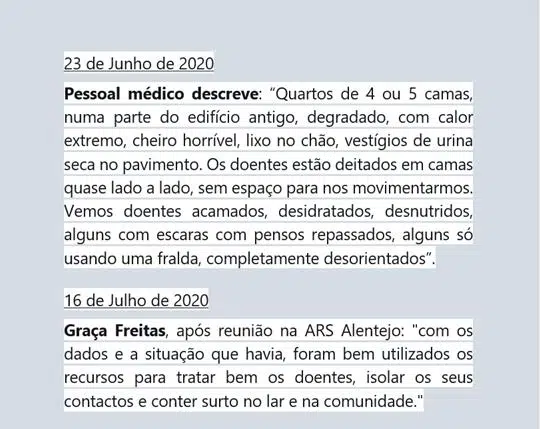 23 de Junho de 2020
Pessoal médico descreve: “Quartos de 4 ou 5 camas,
numa parte do edifício antigo, degradado, com calor
extremo, cheiro horrível, lixo no chão, vestígios de urina
seca no pavimento. Os doentes estão deitados em camas
quase lado a lado, sem espaço para nos movimentarmos.
Vemos doentes acamados, desidratados, desnutridos,
alguns com escaras com pensos repassados, alguns só
usando uma fralda, completamente desorientados”.
16 de Julho de 2020
Graça Freitas, após reunião na ARS Alentejo: "com os
dados e a situação que havia, foram bem utilizados os
recursos para tratar bem os doentes, isolar os seus
contactos e conter surto no lar e na comunidade."